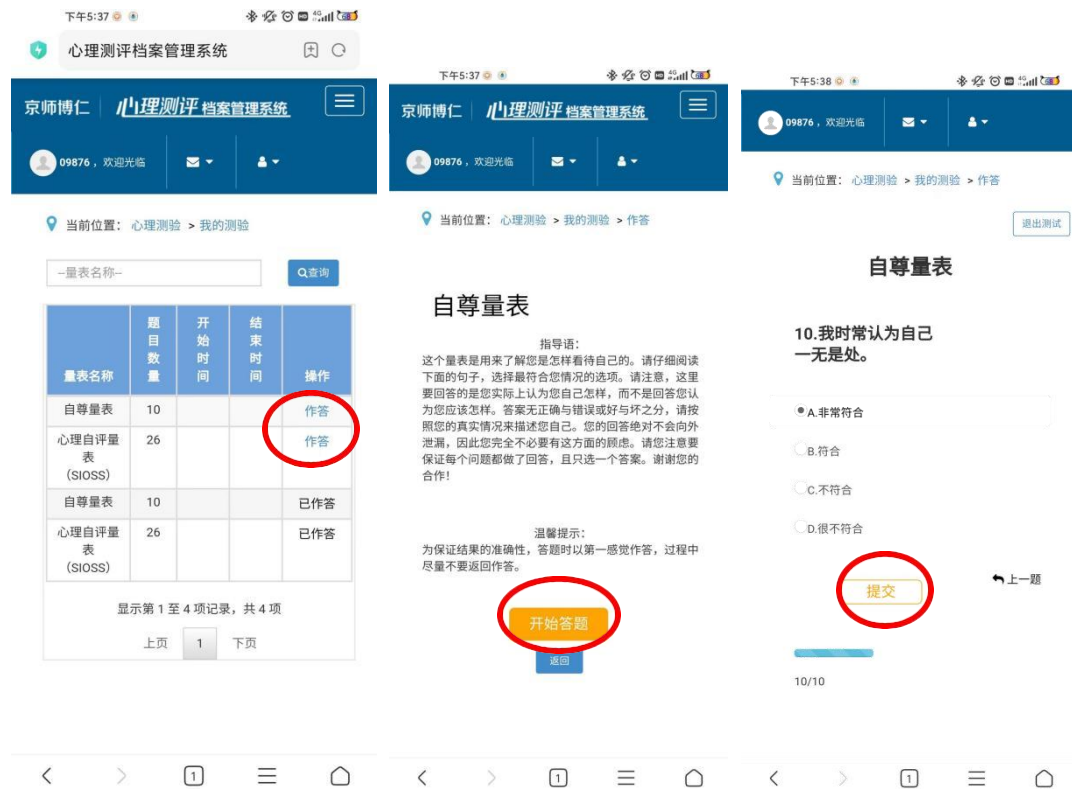 下午5:37
心理测评档案管理系统
京师博仁 心理测评 档案管理系统
09876，欢迎光临
当前位置： 心理测验 > 我的测验
--量表名称--
查询
量表名称 题目数量 开始时间 结束时间 操作
自尊量表 10 作答
心理自评量表（SIOSS） 26 作答
自尊量表 10 已作答
心理自评量表（SIOSS） 26 已作答
显示第 1 至 4 项记录，共 4 项
上页 1 下页
1
下午5:37
京师博仁 心理测评 档案管理系统
09876，欢迎光临
当前位置： 心理测验 > 我的测验 > 作答
自尊量表
指导语：
这个量表是用来了解您是怎样看待自己的。请仔细阅读
下面的句子，选择最符合您情况的选项。请注意，这里
要回答的是您实际上认为您自己怎样，而不是回答您认
为您应该怎样。答案无正确与错误或好与坏之分，请按
照您的真实情况来描述您自己。您的回答绝对不会向外
泄漏，因此您完全不必要有这方面的顾虑。请您注意要
保证每个问题都做了回答，且只选一个答案。谢谢您的
合作！
温馨提示：
为保证结果的准确性，答题时以第一感觉作答，过程中
尽量不要返回作答。
开始答题
返回
1
下午5:38
09876，欢迎光临
当前位置： 心理测验 > 我的测验 > 作答
退出测试
自尊量表
10.我时常认为自己
一无是处。
A.非常符合
B.符合
C.不符合
D.很不符合
提交
上一题
10/10
1